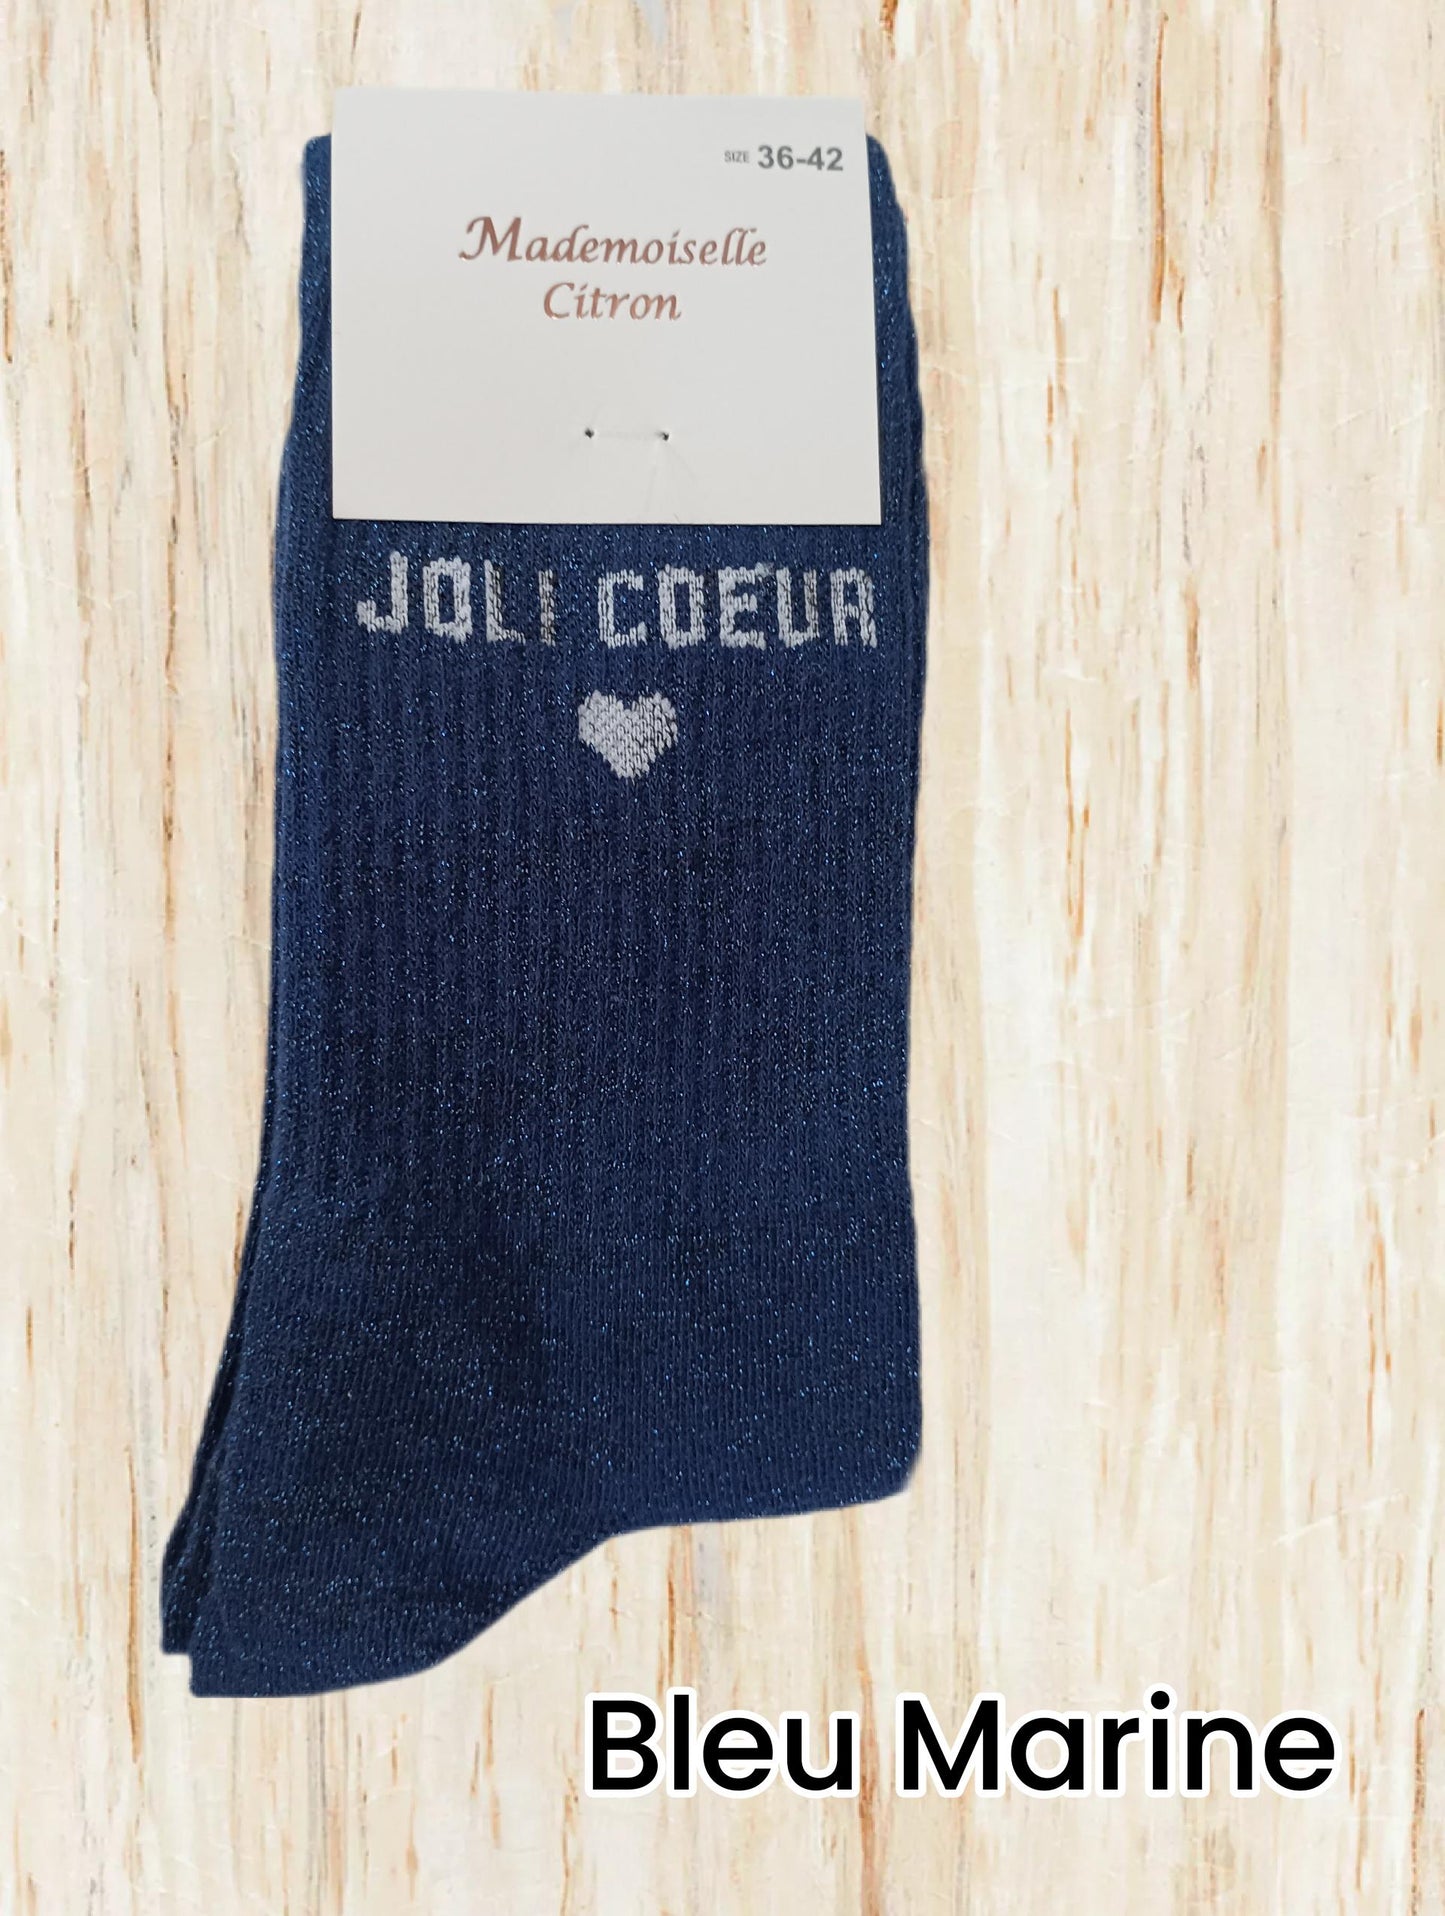 SIZE 36-42
Mademoiselle
Citron
JOLI COEUR
Bleu Marine